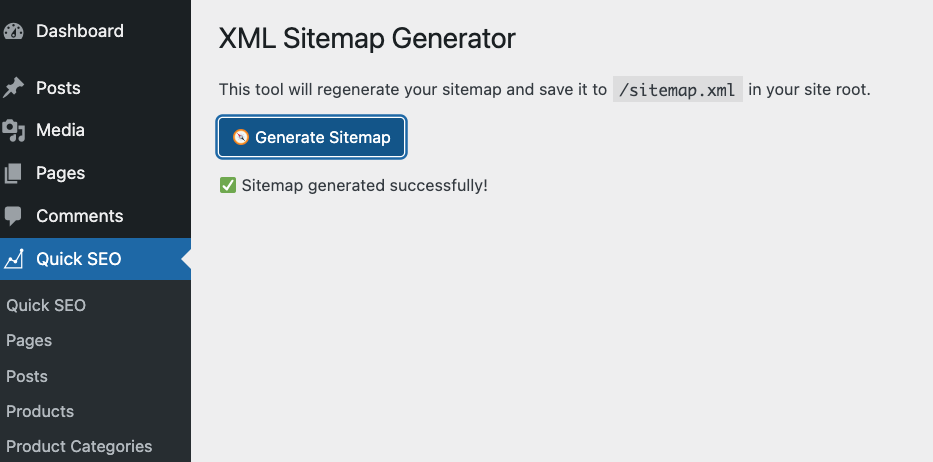 Dashboard
Posts
Media
Pages
Comments
Quick SEO
Quick SEO
Pages
Posts
Products
Product Categories
XML Sitemap Generator
This tool will regenerate your sitemap and save it to /sitemap.xml in your site root.
Generate Sitemap
Sitemap generated successfully!